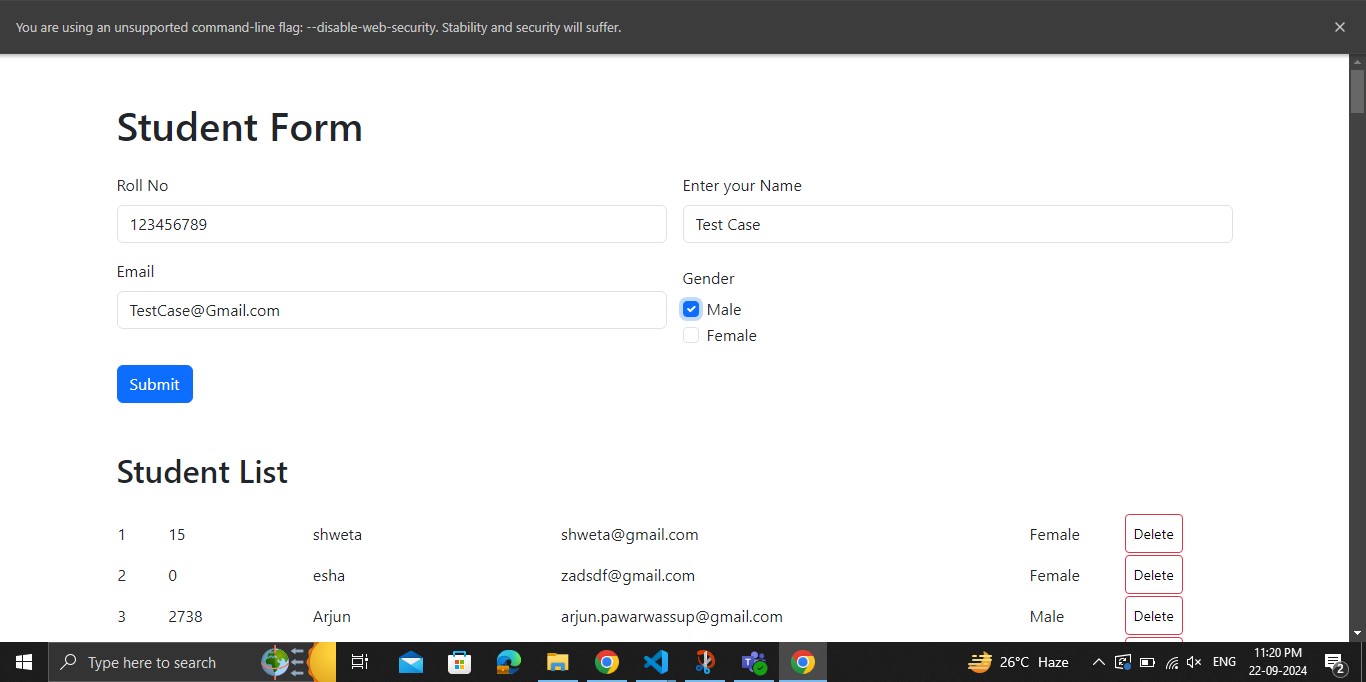 You are using an unsupported command-line flag: --disable-web-security. Stability and security will suffer.
Student Form
Roll No Enter your Name
123456789 Test Case
Email Gender
TestCase@Gmail.com Male
Female
Submit
Student List
1 15 shweta shweta@gmail.com Female Delete
2 0 esha zadsdf@gmail.com Female Delete
3 2738 Arjun arjun.pawarwassup@gmail.com Male Delete
Type here to search 26°C Haze ENG 11:20 PM
22-09-2024 2